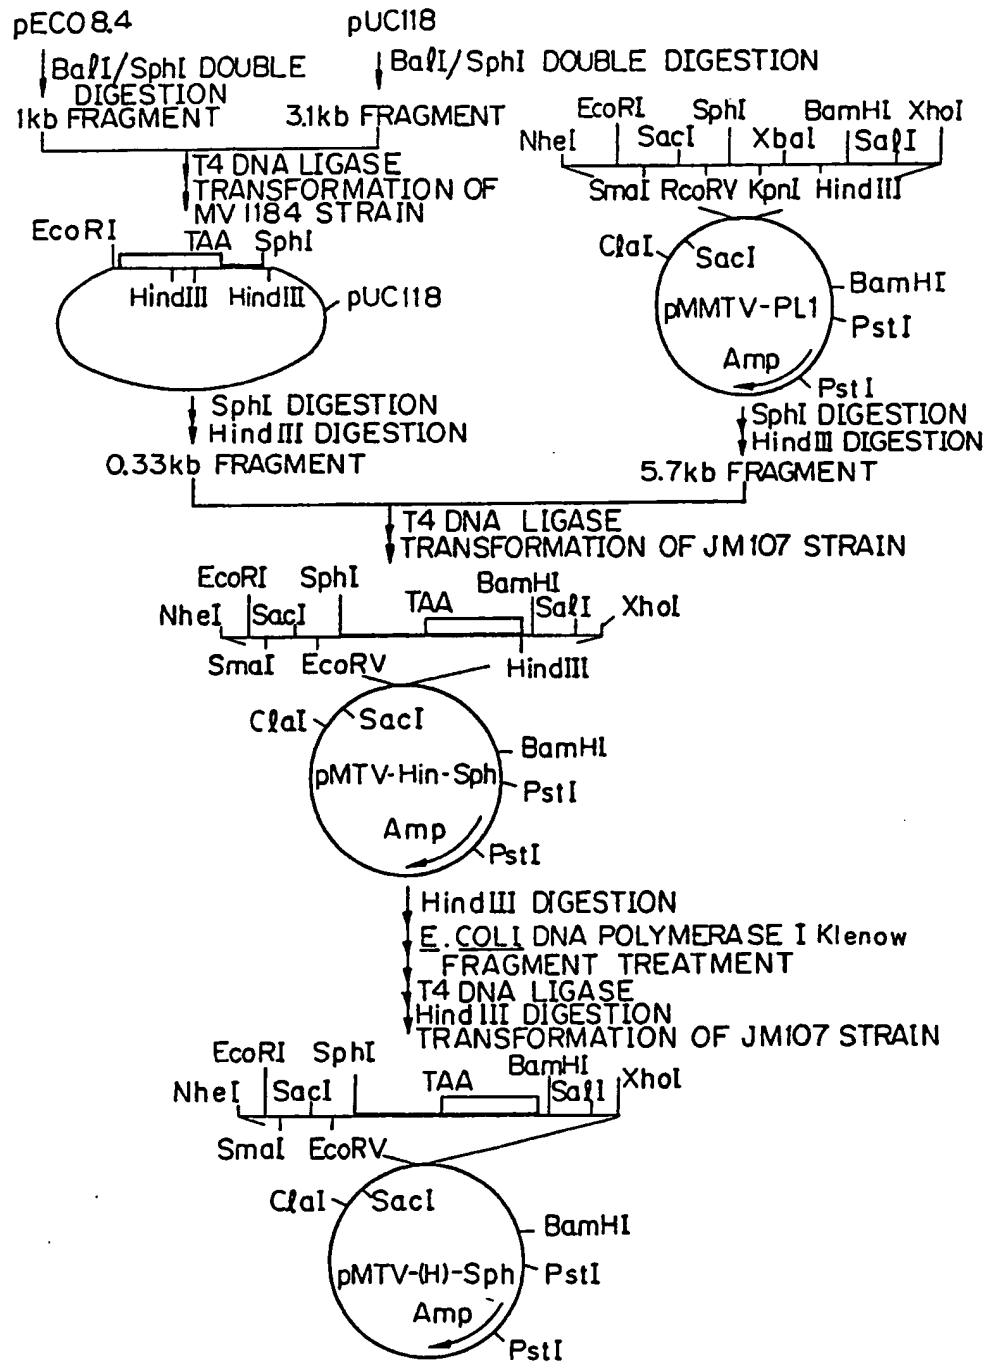 pECO8.4
pUC118
BalI/SphI DOUBLE
DIGESTION
1kb FRAGMENT
BalI/SphI DOUBLE DIGESTION
3.1kb FRAGMENT
T4 DNA LIGASE
TRANSFORMATION OF
MV1184 STRAIN
EcoRI
TAA
SphI
HindIII
HindIII
pUC118
SphI DIGESTION
HindIII DIGESTION
0.33kb FRAGMENT
EcoRI
SphI
BamHI
XhoI
NheI
SacI
XbaI
SalI
SmaI
RcoRV
KpnI
HindIII
ClaI
SacI
pMMTV-PL1
BamHI
PstI
Amp
PstI
SphI DIGESTION
HindIII DIGESTION
5.7kb FRAGMENT
T4 DNA LIGASE
TRANSFORMATION OF JM107 STRAIN
EcoRI
SphI
BamHI
NheI
SacI
TAA
SalI
XhoI
SmaI
EcoRV
HindIII
ClaI
SacI
BamHI
pMTV-Hin-Sph
PstI
Amp
PstI
HindIII DIGESTION
E.COLI DNA POLYMERASE I Klenow
FRAGMENT TREATMENT
T4 DNA LIGASE
HindIII DIGESTION
TRANSFORMATION OF JM107 STRAIN
EcoRI
SphI
BamHI
NheI
SacI
TAA
SalI
XhoI
SmaI
EcoRV
ClaI
SacI
BamHI
pMTV-(H)-Sph
PstI
Amp
PstI